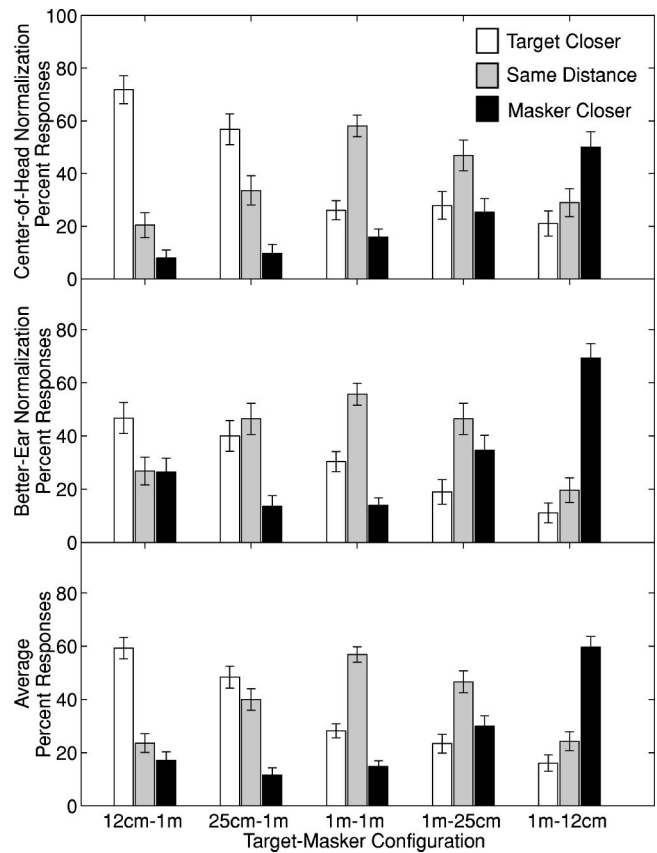 Center-of-Head Normalization
Percent Responses
100
80
60
40
20
0
Target Closer
Same Distance
Masker Closer
Better-Ear Normalization
Percent Responses
80
60
40
20
0
Average
Percent Responses
80
60
40
20
0
12cm-1m 25cm-1m 1m-1m 1m-25cm 1m-12cm
Target-Masker Configuration